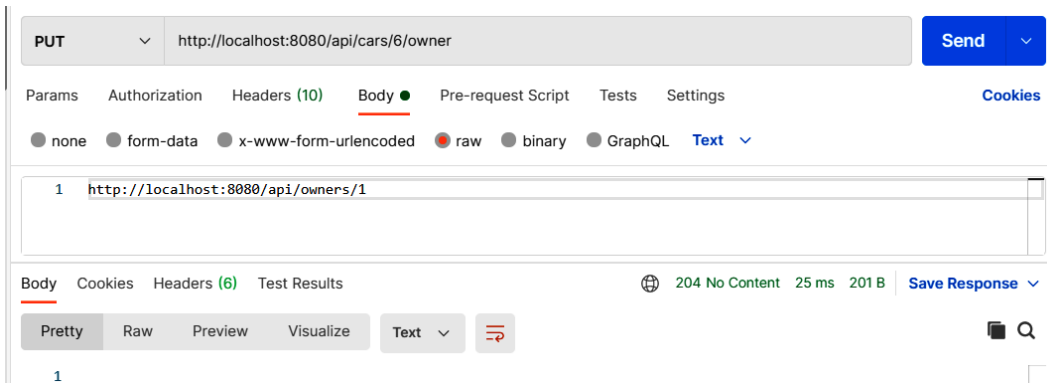 PUT http://localhost:8080/api/cars/6/owner Send
Params Authorization Headers (10) Body Pre-request Script Tests Settings Cookies
none form-data x-www-form-urlencoded raw binary GraphQL Text
1 http://localhost:8080/api/owners/1
Body Cookies Headers (6) Test Results 204 No Content 25 ms 201 B Save Response
Pretty Raw Preview Visualize Text
1